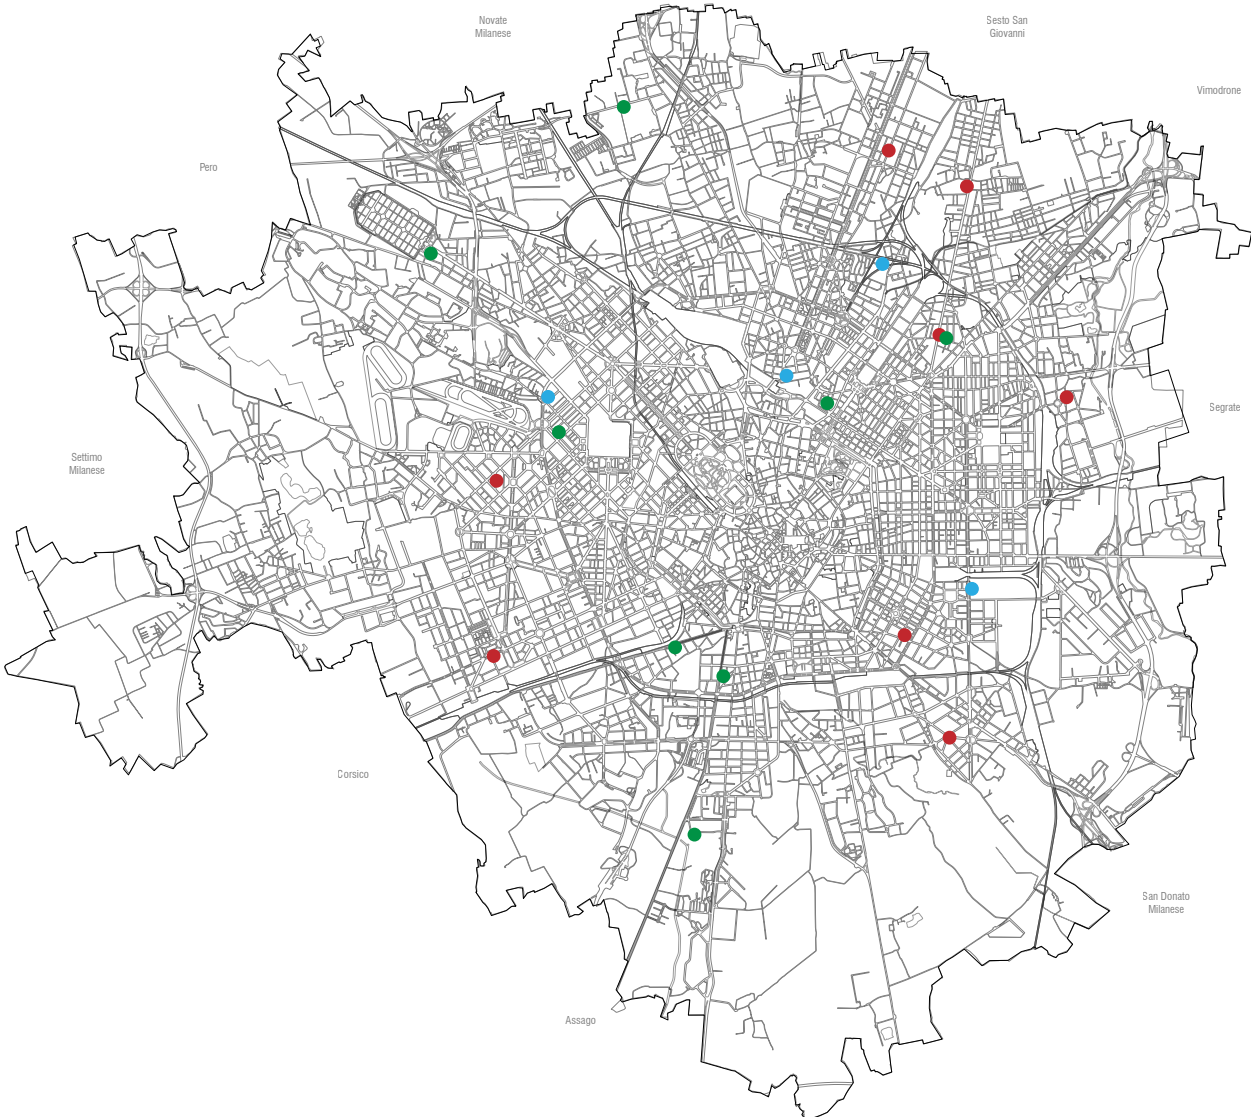 Novate
Milanese
Sesto San
Giovanni
Vimodrone
Pero
Segrate
Settimo
Milanese
Corsico
San Donato
Milanese
Assago